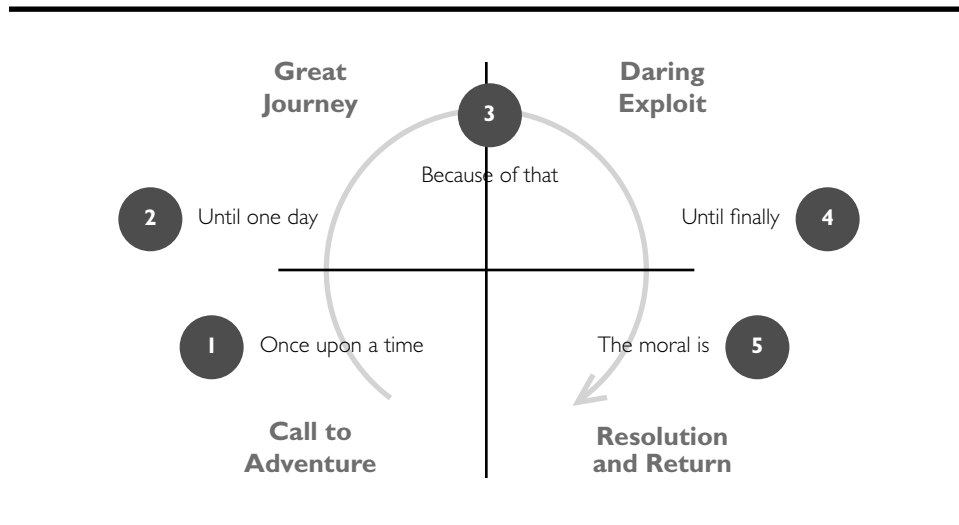 Great
Journey
Daring
Exploit
3
Because of that
2 Until one day
Until finally 4
1 Once upon a time
The moral is 5
Call to
Adventure
Resolution
and Return